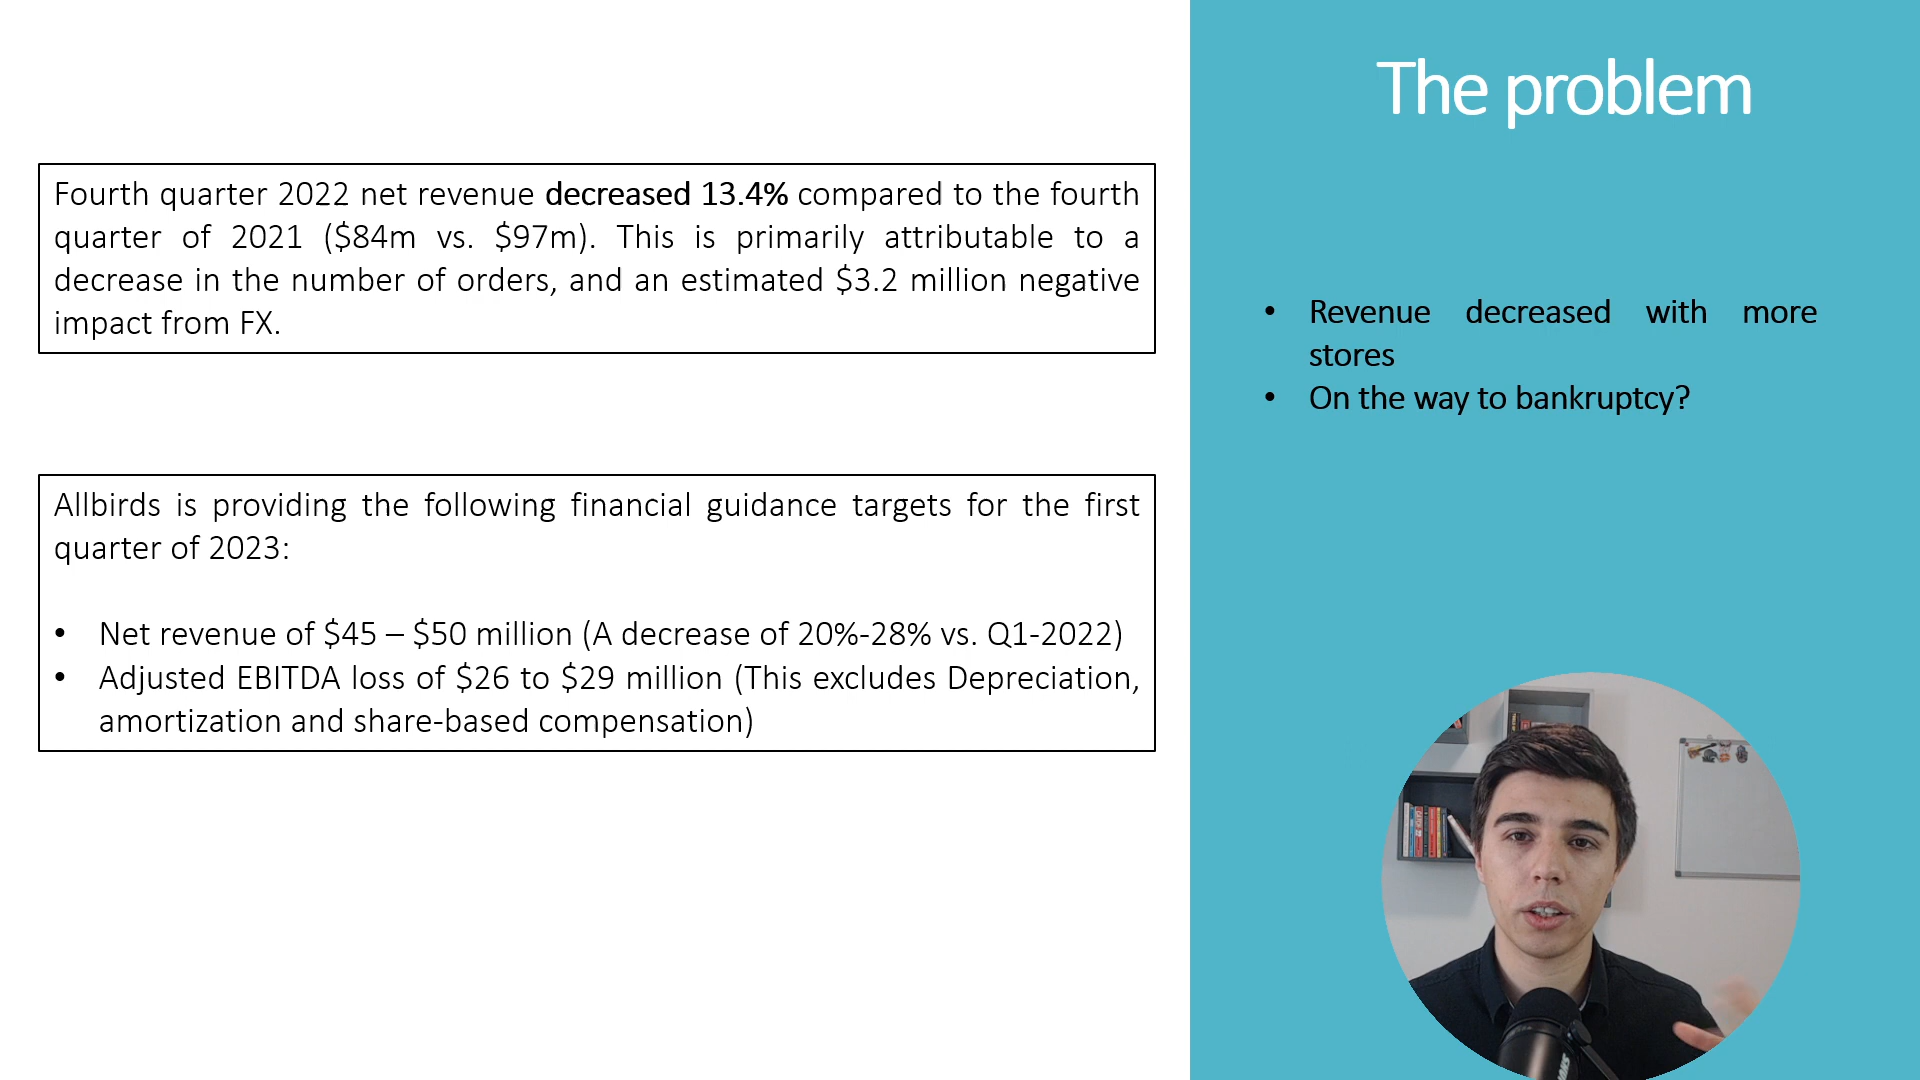 The problem
Fourth quarter 2022 net revenue decreased 13.4% compared to the fourth
quarter of 2021 ($84m vs. $97m). This is primarily attributable to a
decrease in the number of orders, and an estimated $3.2 million negative
impact from FX.
Allbirds is providing the following financial guidance targets for the first
quarter of 2023:
• Net revenue of $45 – $50 million (A decrease of 20%-28% vs. Q1-2022)
• Adjusted EBITDA loss of $26 to $29 million (This excludes Depreciation,
amortization and share-based compensation)
• Revenue decreased with more
stores
• On the way to bankruptcy?